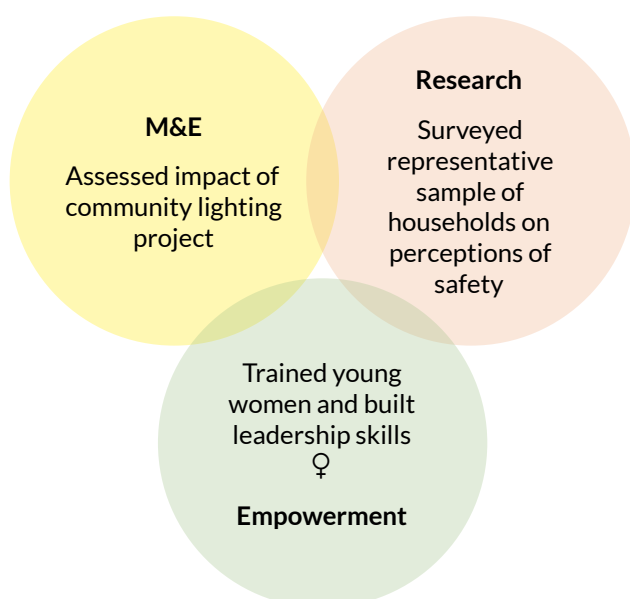 M&E
Assessed impact of
community lighting
project
Research
Surveyed
representative
sample of
households on
perceptions of
safety
Trained young
women and built
leadership skills
♀
Empowerment